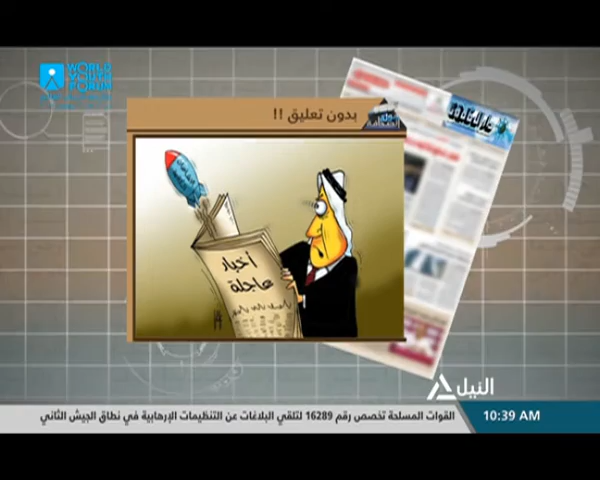 WORLD
YOUTH
FORUM
بدون تعليق !!
أخبار
عاجلة
النيل
القوات المسلحة تخصص رقم 16289 لتلقي البلاغات عن التنظيمات الإرهابية في نطاق الجيش الثاني
10:39 AM